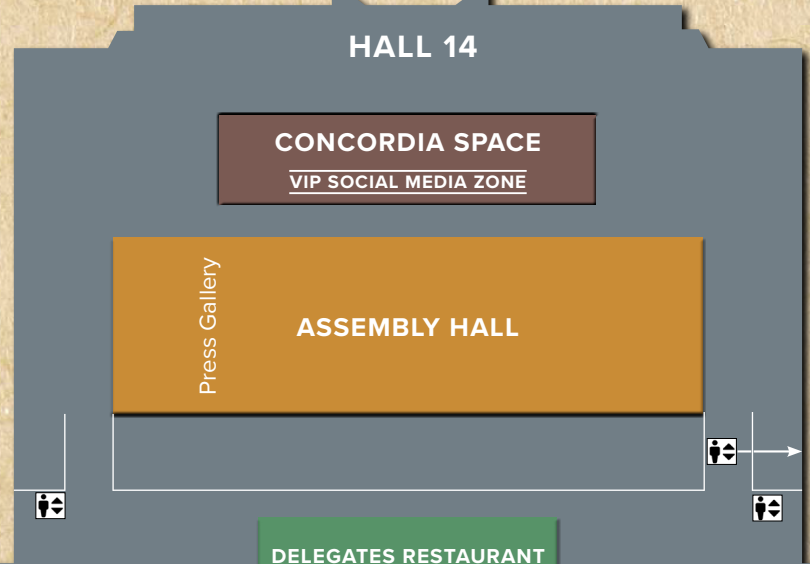 HALL 14
CONCORDIA SPACE
VIP SOCIAL MEDIA ZONE
Press Gallery
ASSEMBLY HALL
DELEGATES RESTAURANT